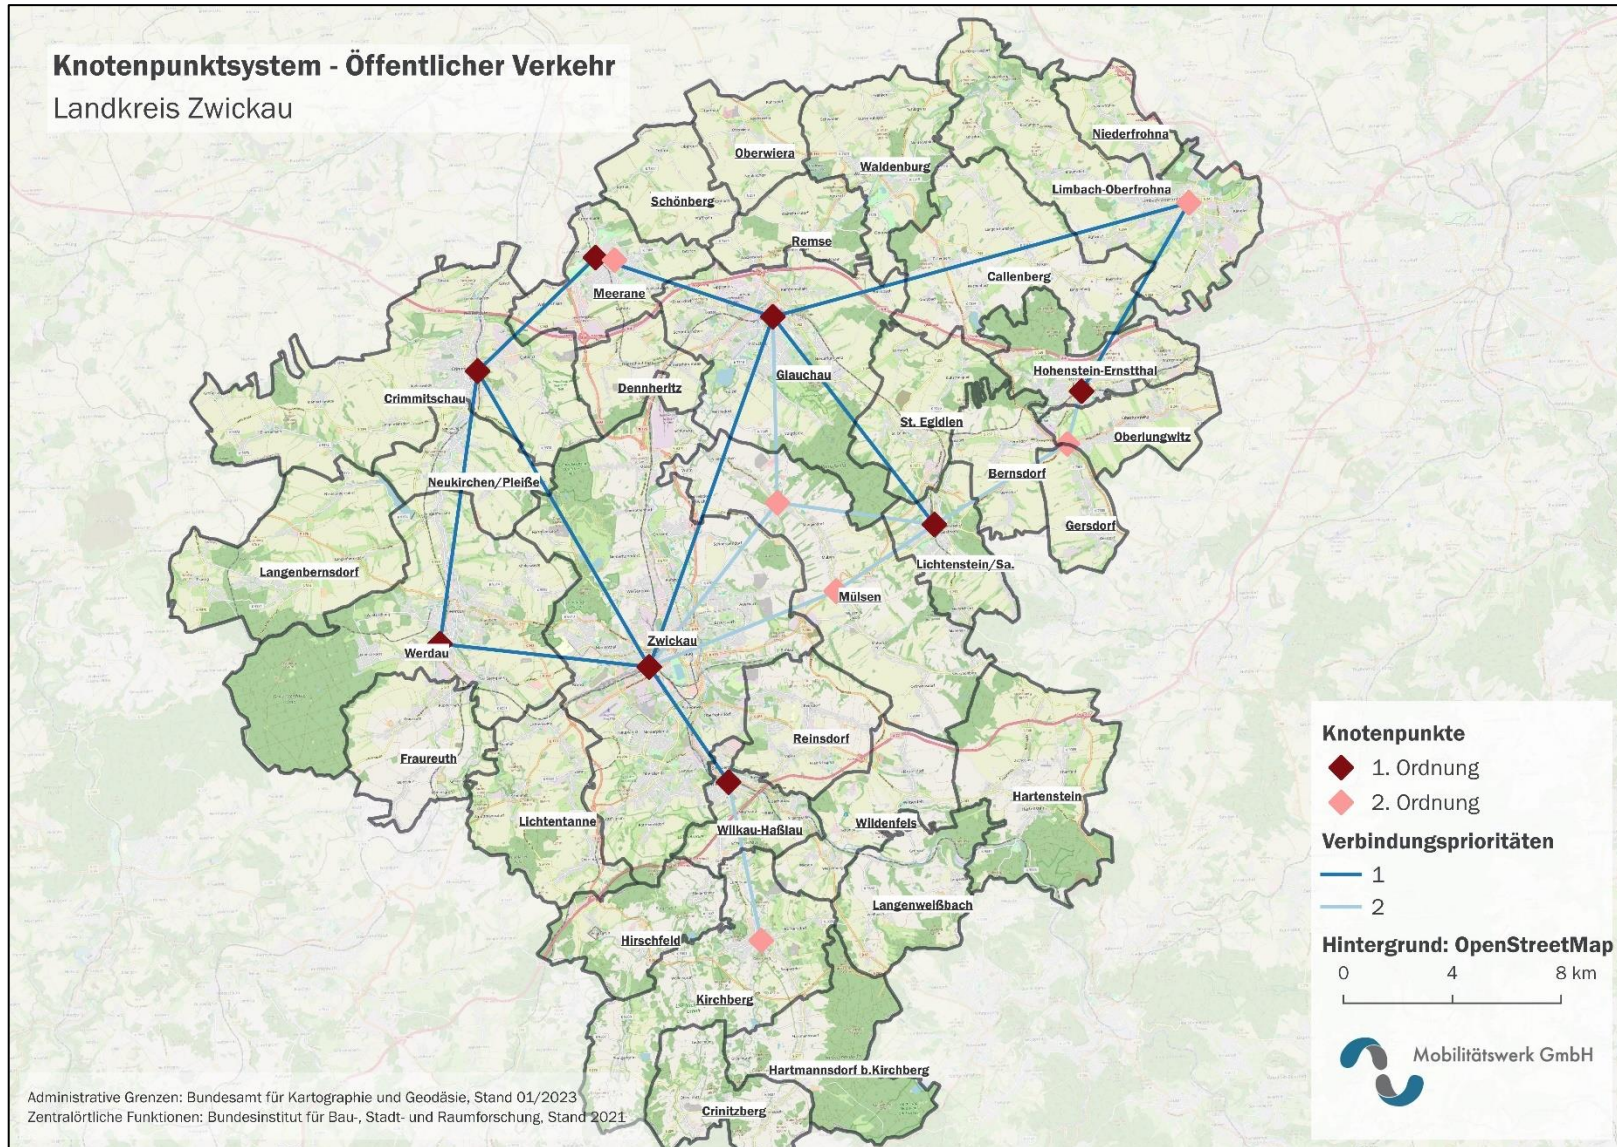 Knotenpunktsystem - Öffentlicher Verkehr
Landkreis Zwickau
Niederfrohna
Oberwiera
Waldenburg
Limbach-Oberfrohna
Schönberg
Remse
Callenberg
Meerane
Hohenstein-Ernstthal
Glauchau
Dennheritz
Crimmitschau
St. Egidien
Oberlungwitz
Bernsdorf
Neukirchen/Pleiße
Gersdorf
Lichtenstein/Sa.
Langenbernsdorf
Mülsen
Zwickau
Werdau
Reinsdorf
Fraureuth
Hartenstein
Lichtentanne
Wilkau-Haßlau
Wildenfels
Langenweißbach
Hirschfeld
Kirchberg
Hartmannsdorf b.Kirchberg
Crinitzberg
Knotenpunkte
1. Ordnung
2. Ordnung
Verbindungsprioritäten
1
2
Hintergrund: OpenStreetMap
0 4 8 km
Mobilitätswerk GmbH
Administrative Grenzen: Bundesamt für Kartographie und Geodäsie, Stand 01/2023
Zentralörtliche Funktionen: Bundesinstitut für Bau-, Stadt- und Raumforschung, Stand 2021